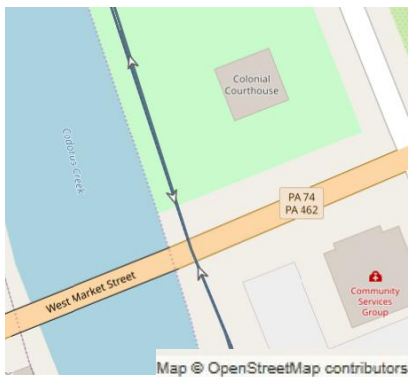 Colonial
Courthouse
Codorus Creek
PA 74
PA 462
West Market Street
Community
Services
Group
Map © OpenStreetMap contributors